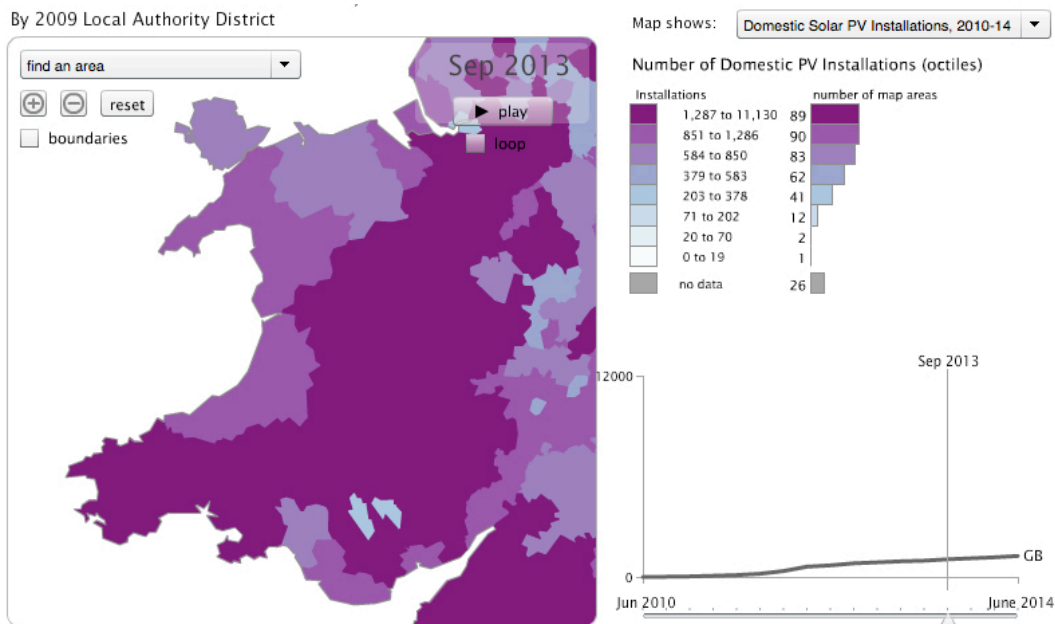 By 2009 Local Authority District
find an area
reset
boundaries
Sep 2013
play
loop
Map shows:
Domestic Solar PV Installations, 2010-14
Number of Domestic PV Installations (octiles)
Installations
number of map areas
1,287 to 11,130 89
851 to 1,286 90
584 to 850 83
379 to 583 62
203 to 378 41
71 to 202 12
20 to 70 2
0 to 19 1
no data 26
Sep 2013
12000
GB
0
Jun 2010
June 2014